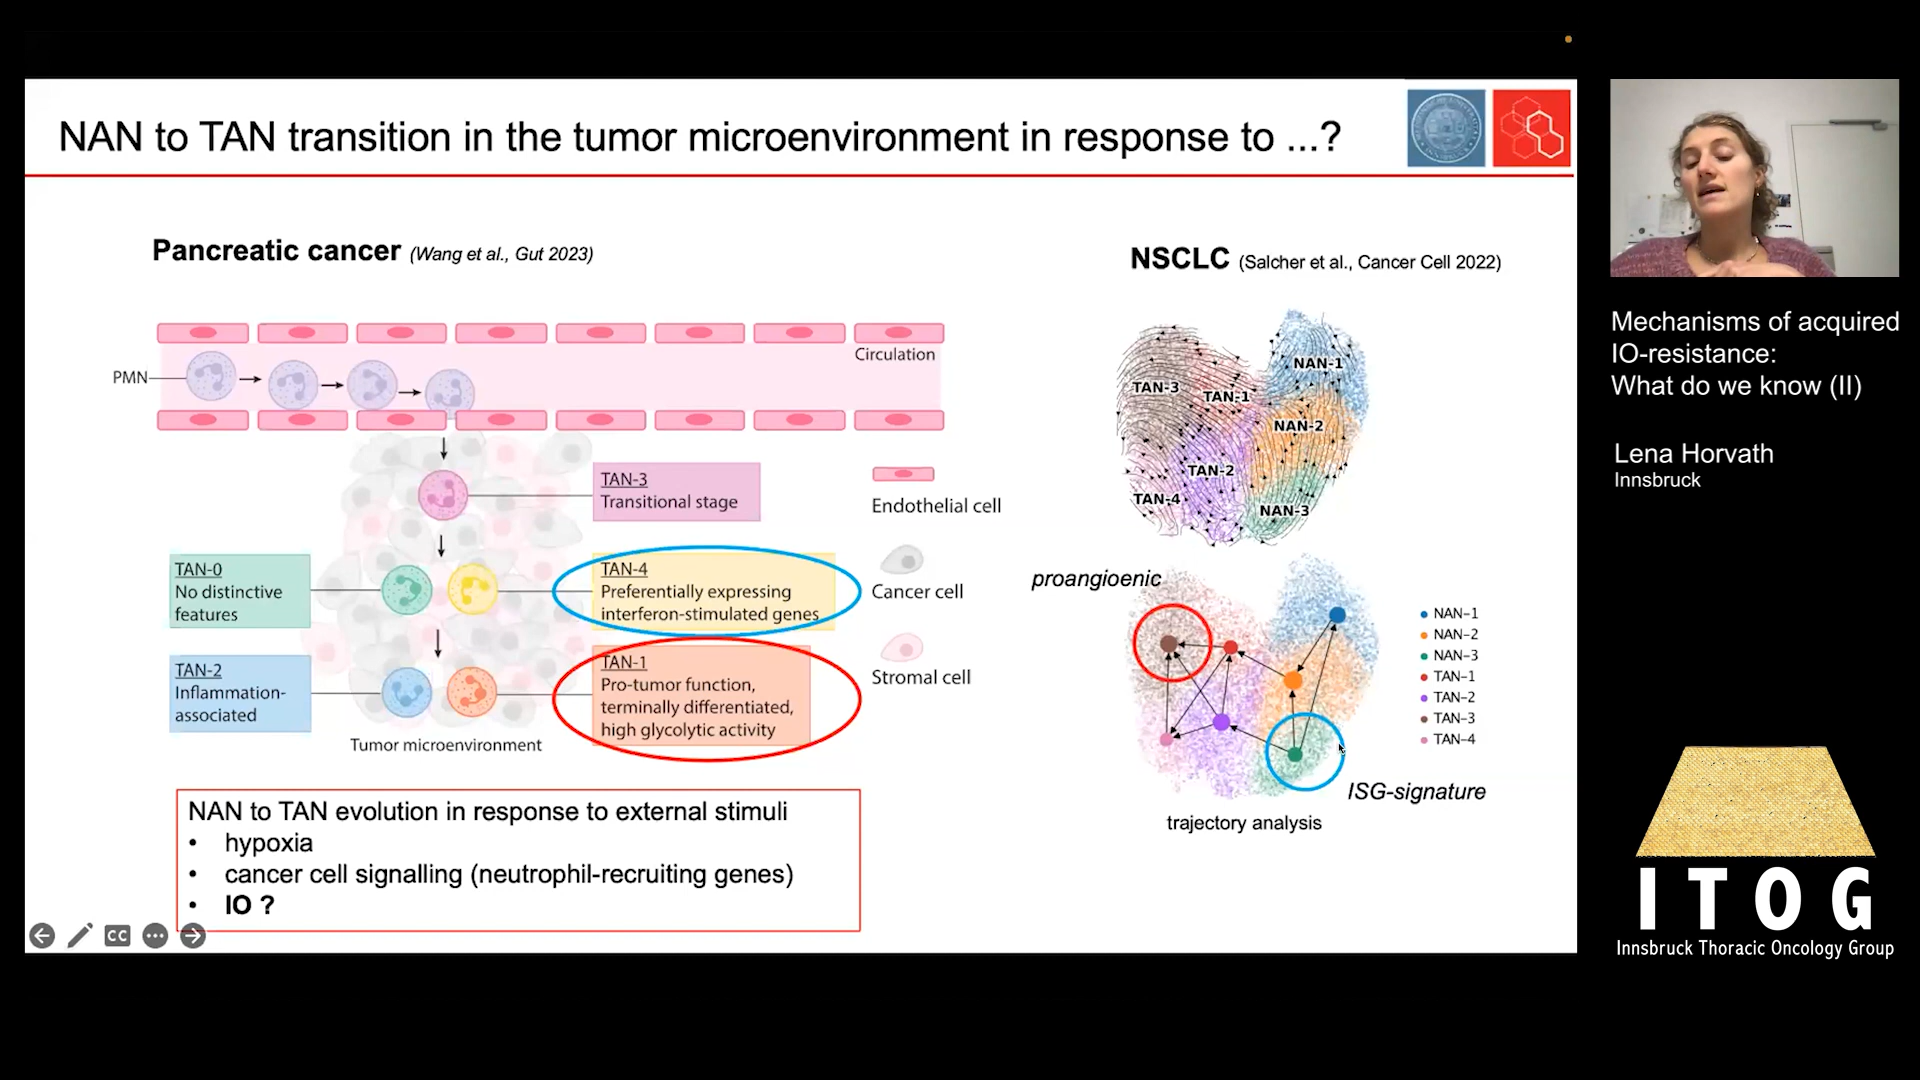 NAN to TAN transition in the tumor microenvironment in response to ...?
Pancreatic cancer (Wang et al., Gut 2023)
PMN
Circulation
TAN-3
Transitional stage
TAN-0
No distinctive
features
TAN-4
Preferentially expressing
interferon-stimulated genes
TAN-2
Inflammation-
associated
TAN-1
Pro-tumor function,
terminally differentiated,
high glycolytic activity
Tumor microenvironment
Endothelial cell
Cancer cell
Stromal cell
NAN to TAN evolution in response to external stimuli
• hypoxia
• cancer cell signalling (neutrophil-recruiting genes)
• IO ?
NSCLC (Salcher et al., Cancer Cell 2022)
NAN-1
TAN-3
TAN-1
NAN-2
TAN-2
TAN-4
NAN-3
proangioenic
NAN-1
NAN-2
NAN-3
TAN-1
TAN-2
TAN-3
TAN-4
ISG-signature
trajectory analysis
CC
Mechanisms of acquired
IO-resistance:
What do we know (II)
Lena Horvath
Innsbruck
ITOG
Innsbruck Thoracic Oncology Group